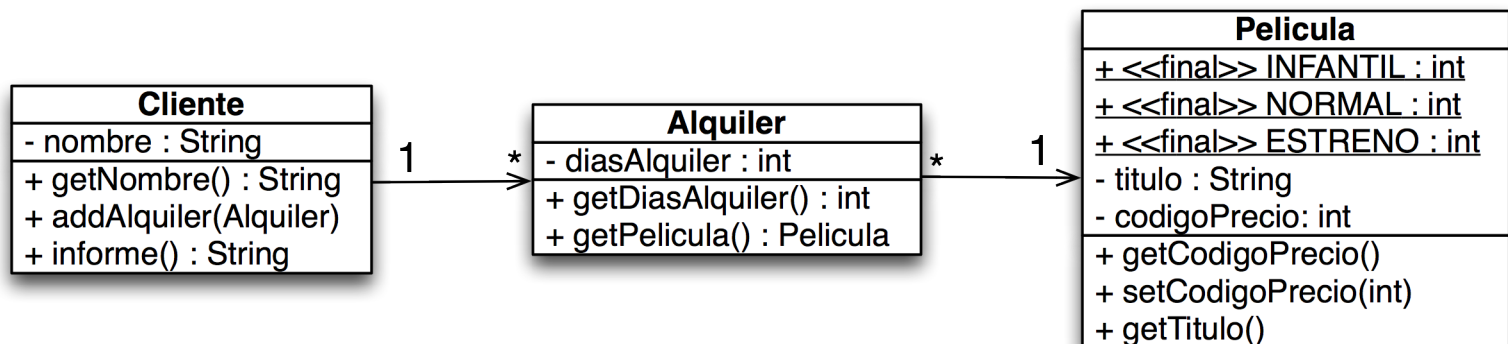 Cliente
- nombre : String
+ getNombre() : String
+ addAlquiler(Alquiler)
+ informe() : String
1
*
Alquiler
- diasAlquiler : int
+ getDiasAlquiler() : int
+ getPelicula() : Pelicula
*
1
Pelicula
+ <<final>> INFANTIL : int
+ <<final>> NORMAL : int
+ <<final>> ESTRENO : int
- titulo : String
- codigoPrecio: int
+ getCodigoPrecio()
+ setCodigoPrecio(int)
+ getTitulo()